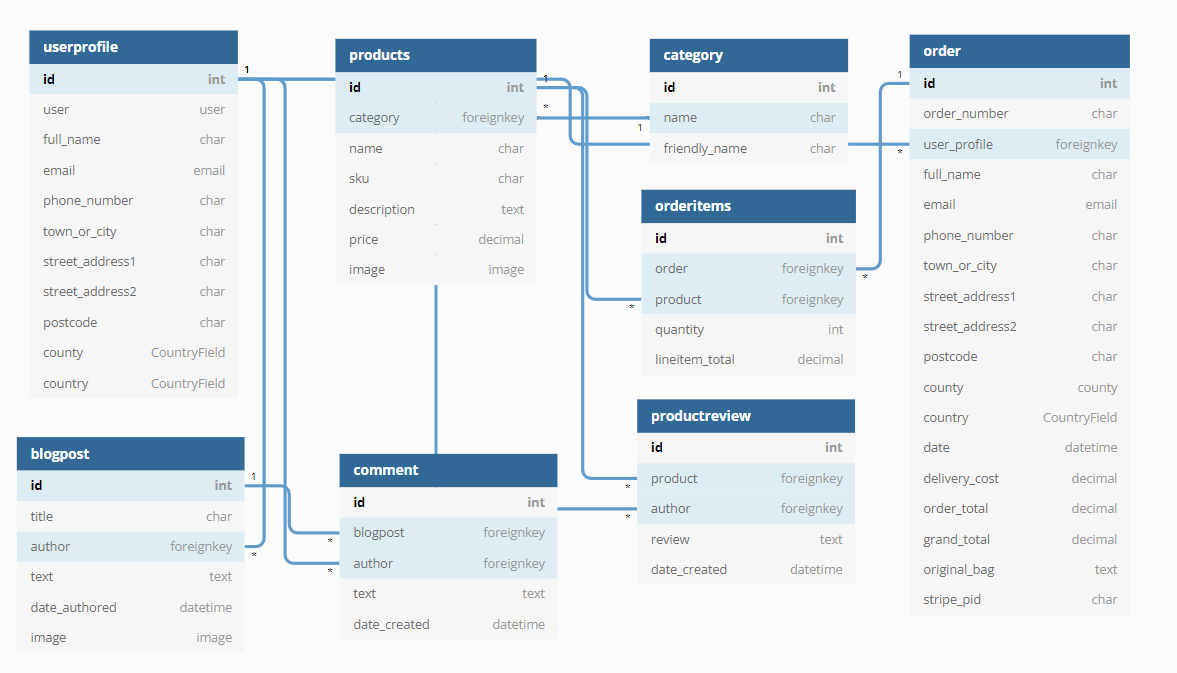 userprofile
id int
user user
full_name char
email email
phone_number char
town_or_city char
street_address1 char
street_address2 char
postcode char
county CountryField
country CountryField
1
products
id int
category foreignkey
name char
sku char
description text
price decimal
image image
1
*
category
id int
name char
friendly_name char
1
order
id int
order_number char
user_profile foreignkey
full_name char
email email
phone_number char
town_or_city char
street_address1 char
street_address2 char
postcode char
county county
country CountryField
date datetime
delivery_cost decimal
order_total decimal
grand_total decimal
original_bag text
stripe_pid char
1
*
orderitems
id int
order foreignkey
product foreignkey
quantity int
lineitem_total decimal
*
*
productreview
id int
product foreignkey
author foreignkey
review text
date_created datetime
*
*
blogpost
id int
title char
author foreignkey
text text
date_authored datetime
image image
1
*
comment
id int
blogpost foreignkey
author foreignkey
text text
date_created datetime
*
*